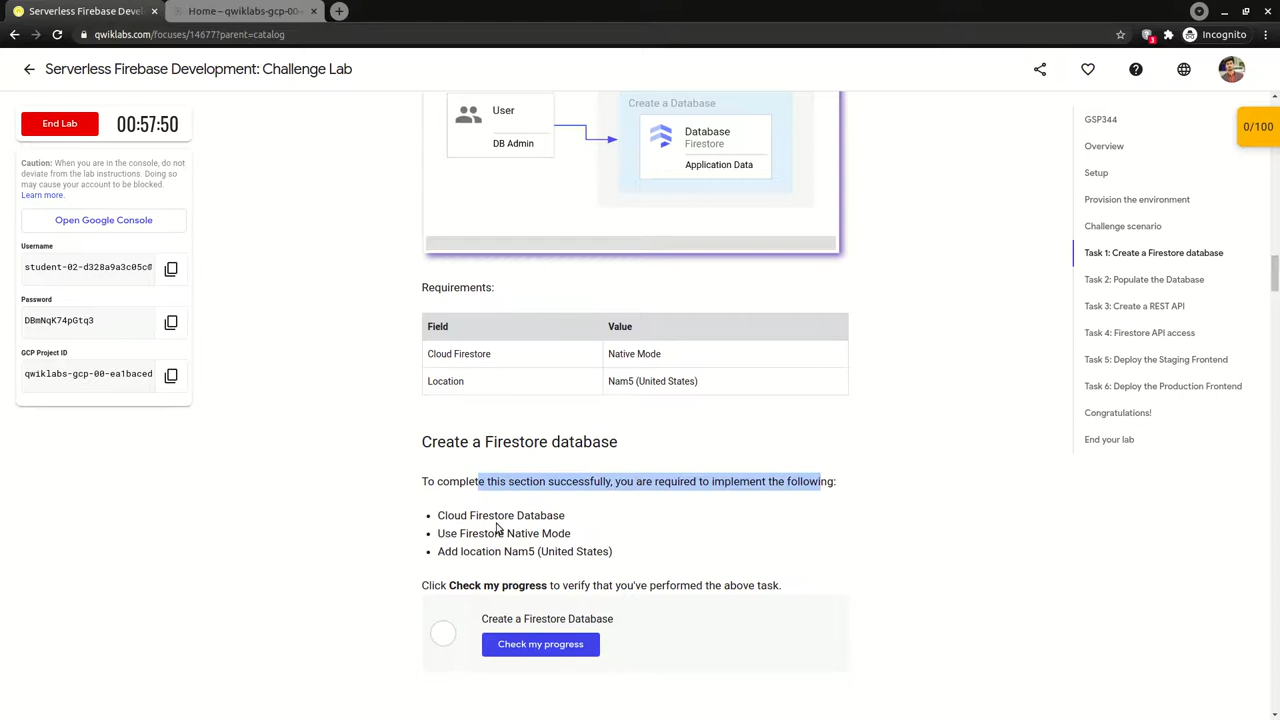 Serverless Firebase Devel
Home – qwiklabs-gcp-00-
qwiklabs.com/focuses/14677?parent=catalog
Incognito
Serverless Firebase Development: Challenge Lab
End Lab
00:57:50
Caution: When you are in the console, do not
deviate from the lab instructions. Doing so
may cause your account to be blocked.
Learn more.
Open Google Console
Username
student-02-d328a9a3c05c@
Password
DBmNqK74pGtq3
GCP Project ID
qwiklabs-gcp-00-ea1baced
User
DB Admin
Create a Database
Database
Firestore
Application Data
Requirements:
Field Value
Cloud Firestore Native Mode
Location Nam5 (United States)
Create a Firestore database
To complete this section successfully, you are required to implement the following:
• Cloud Firestore Database
• Use Firestore Native Mode
• Add location Nam5 (United States)
Click Check my progress to verify that you've performed the above task.
Create a Firestore Database
Check my progress
GSP344
Overview
Setup
Provision the environment
Challenge scenario
Task 1: Create a Firestore database
Task 2: Populate the Database
Task 3: Create a REST API
Task 4: Firestore API access
Task 5: Deploy the Staging Frontend
Task 6: Deploy the Production Frontend
Congratulations!
End your lab
0/100